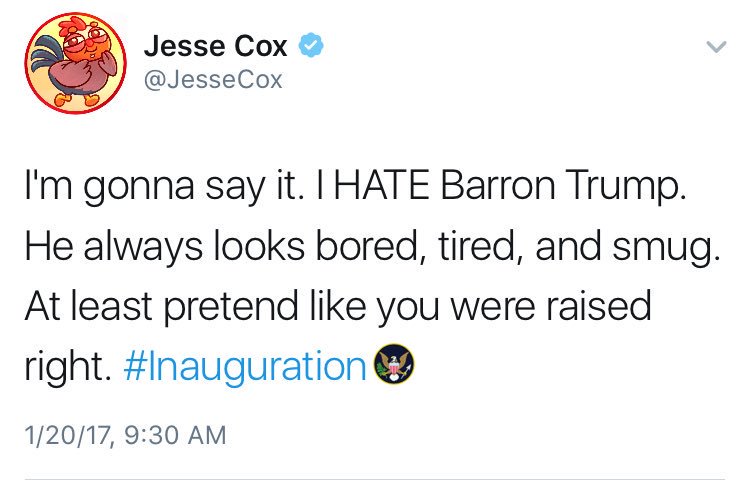 Jesse Cox
@JesseCox
I'm gonna say it. I HATE Barron Trump.
He always looks bored, tired, and smug.
At least pretend like you were raised
right. #Inauguration
1/20/17, 9:30 AM